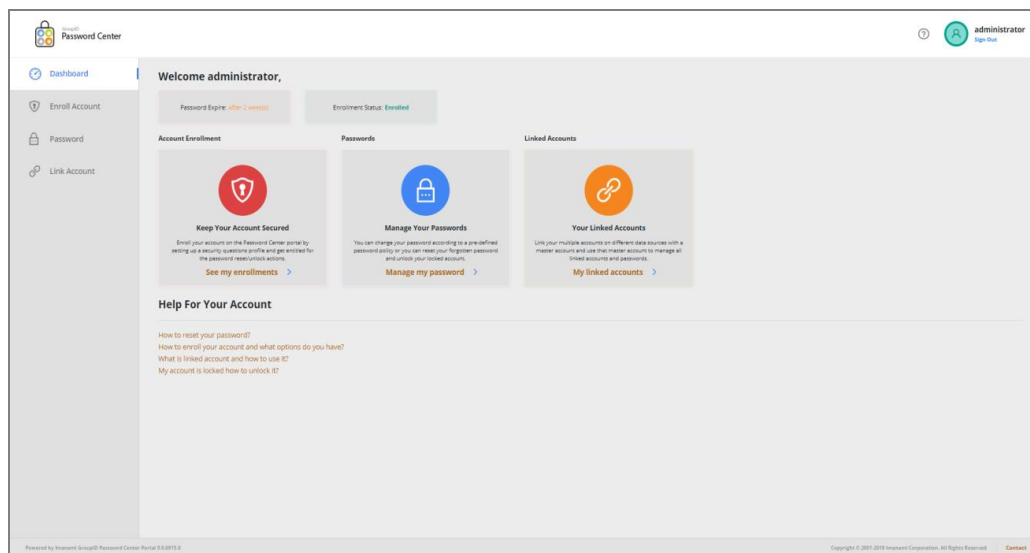 GroupID
Password Center
administrator
Sign Out
Dashboard
Enroll Account
Password
Link Account
Welcome administrator,
Password Expire: After 2 week(s)
Enrollment Status: Enrolled
Account Enrollment
Passwords
Linked Accounts
Keep Your Account Secured
Enroll your account on the Password Center portal by
setting up a security questions profile and get entitled for
the password reset/unlock actions.
See my enrollments
Manage Your Passwords
You can change your password according to a pre-defined
password policy or you can reset your forgotten password
and unlock your locked account.
Manage my password
Your Linked Accounts
Link your multiple accounts on different data sources with a
master account and use that master account to manage all
linked accounts and passwords.
My linked accounts
Help For Your Account
How to reset your password?
How to enroll your account and what options do you have?
What is linked account and how to use it?
My account is locked how to unlock it?
Powered by Imanami GroupID Password Center Portal
Copyright © 2001-2019 Imanami Corporation. All Rights Reserved
Contact